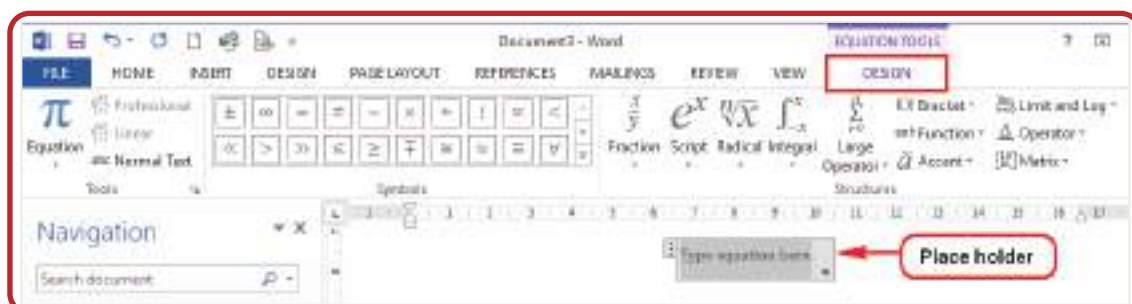 Document3 - Word
EQUATION TOOLS
?
FILE HOME INSERT DESIGN PAGE LAYOUT REFERENCES MAILINGS REVIEW VIEW DESIGN
π Professional
Linear
Equation abc Normal Text
Fraction Script Radical Integral Large Operator
Bracket Function Accent
Limit and Log Operator Matrix
Tools Symbols Structures
Navigation
Search document
Type equation here.
Place holder